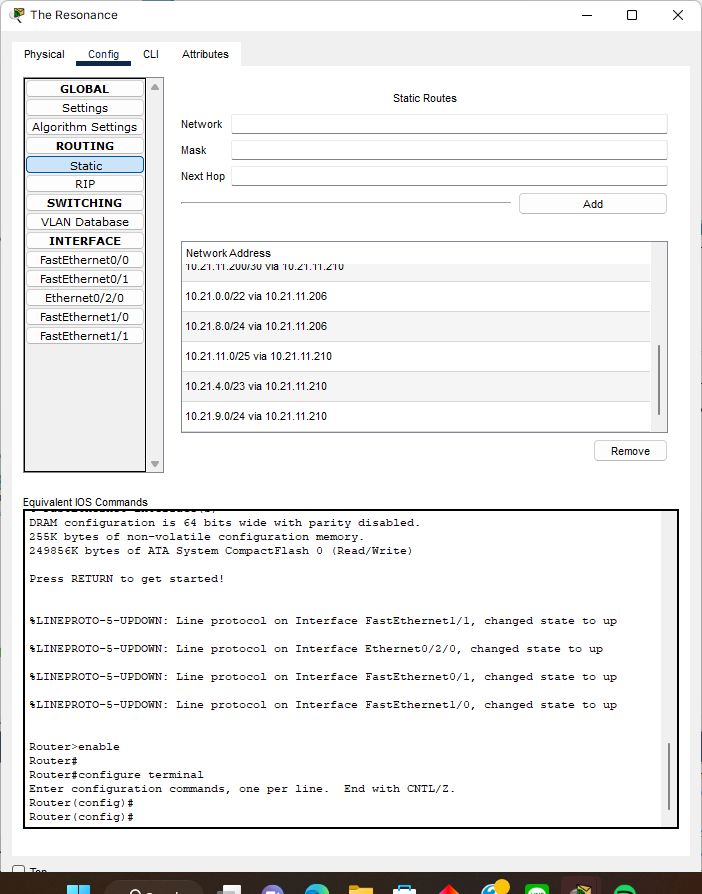 The Resonance
Physical Config CLI Attributes
GLOBAL
Settings
Algorithm Settings
ROUTING
Static
RIP
SWITCHING
VLAN Database
INTERFACE
FastEthernet0/0
FastEthernet0/1
Ethernet0/2/0
FastEthernet1/0
FastEthernet1/1
Static Routes
Network
Mask
Next Hop
Add
Network Address
10.21.11.200/30 via 10.21.11.210
10.21.0.0/22 via 10.21.11.206
10.21.8.0/24 via 10.21.11.206
10.21.11.0/25 via 10.21.11.210
10.21.4.0/23 via 10.21.11.210
10.21.9.0/24 via 10.21.11.210
Remove
Equivalent IOS Commands
DRAM configuration is 64 bits wide with parity disabled.
255K bytes of non-volatile configuration memory.
249856K bytes of ATA System CompactFlash 0 (Read/Write)
Press RETURN to get started!
%LINEPROTO-5-UPDOWN: Line protocol on Interface FastEthernet1/1, changed state to up
%LINEPROTO-5-UPDOWN: Line protocol on Interface Ethernet0/2/0, changed state to up
%LINEPROTO-5-UPDOWN: Line protocol on Interface FastEthernet0/1, changed state to up
%LINEPROTO-5-UPDOWN: Line protocol on Interface FastEthernet1/0, changed state to up
Router>enable
Router#
Router#configure terminal
Enter configuration commands, one per line. End with CNTL/Z.
Router(config)#
Router(config)#